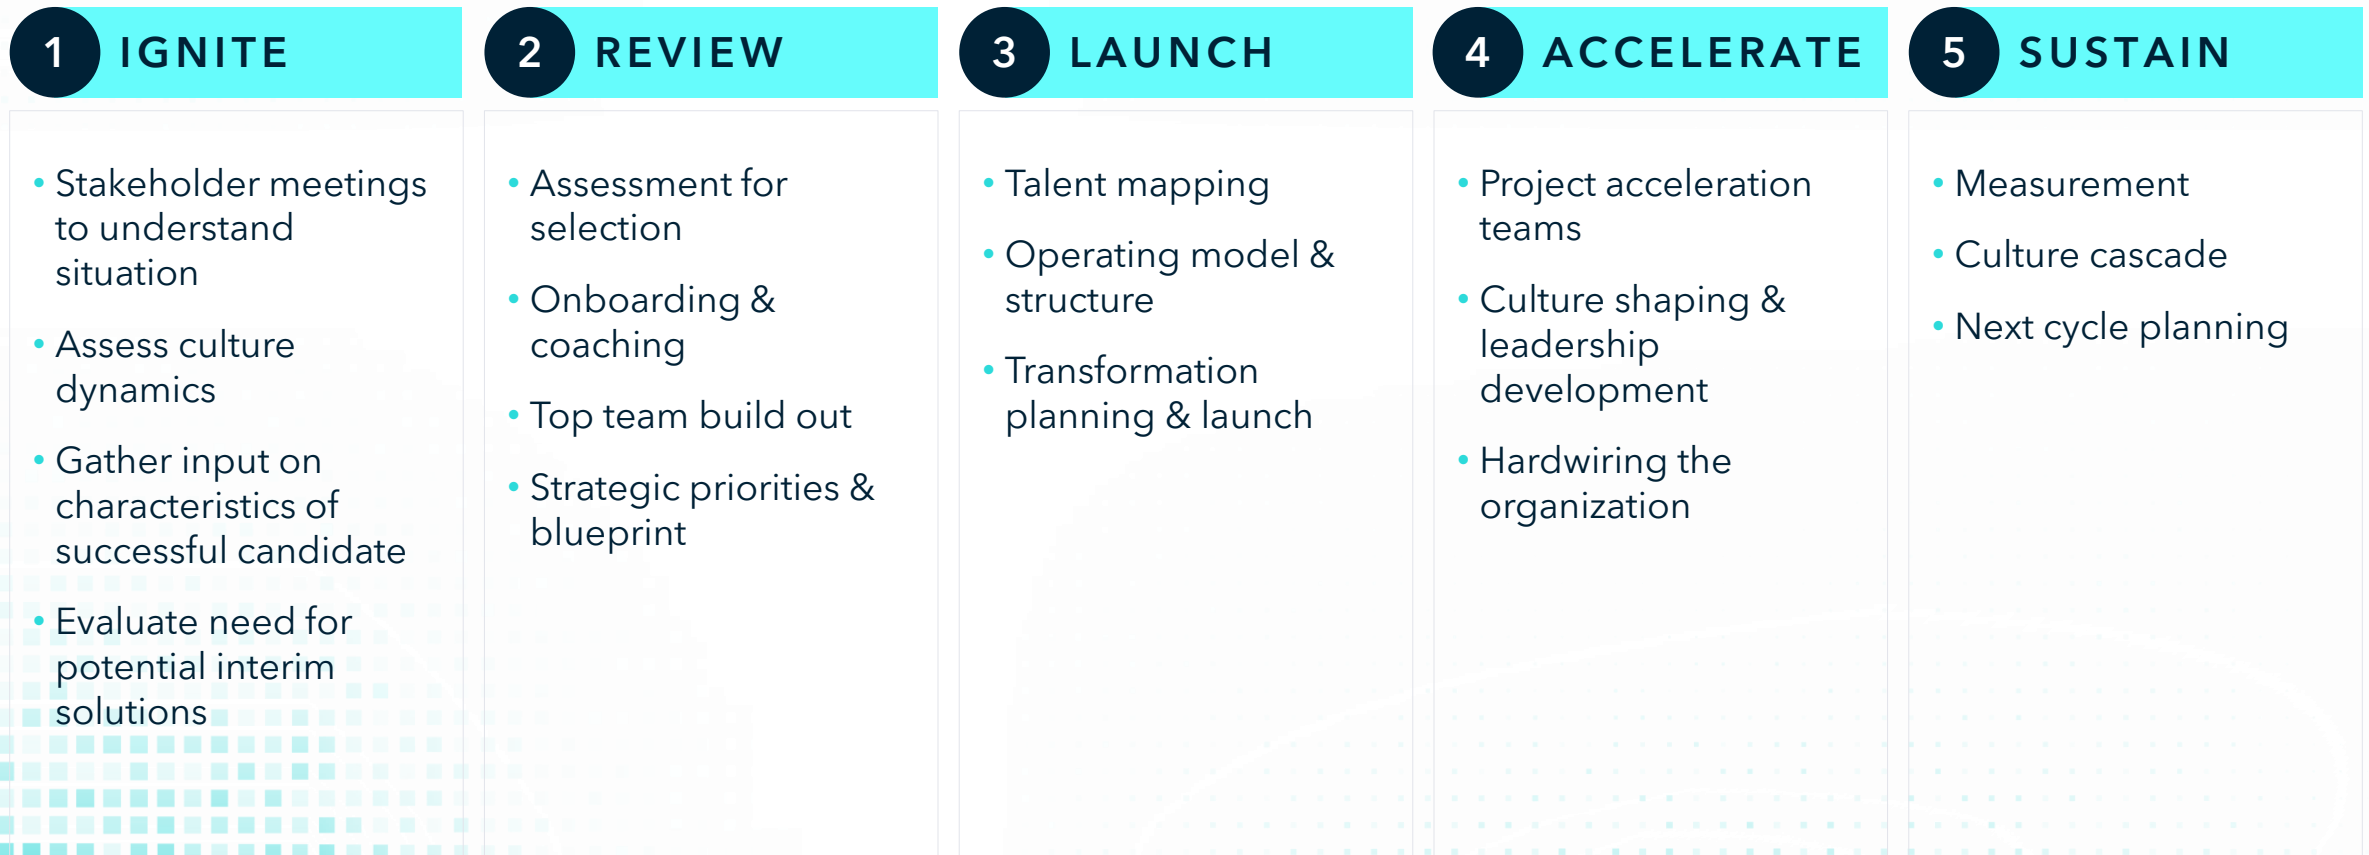 1 IGNITE
• Stakeholder meetings
to understand
situation
• Assess culture
dynamics
• Gather input on
characteristics of
successful candidate
• Evaluate need for
potential interim
solutions
2 REVIEW
• Assessment for
selection
• Onboarding &
coaching
• Top team build out
• Strategic priorities &
blueprint
3 LAUNCH
• Talent mapping
• Operating model &
structure
• Transformation
planning & launch
4 ACCELERATE
• Project acceleration
teams
• Culture shaping &
leadership
development
• Hardwiring the
organization
5 SUSTAIN
• Measurement
• Culture cascade
• Next cycle planning